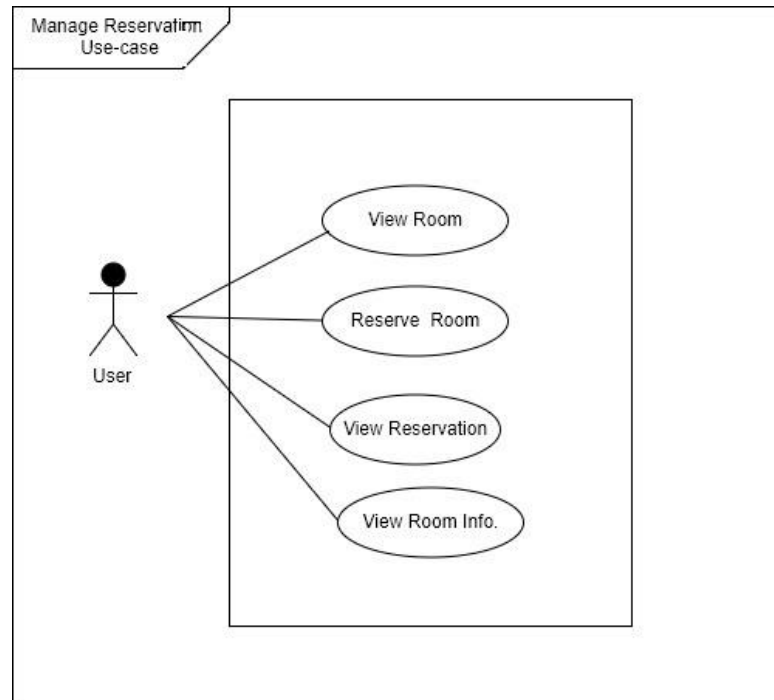 Manage Reservation
Use-case
View Room
Reserve Room
User
View Reservation
View Room Info.